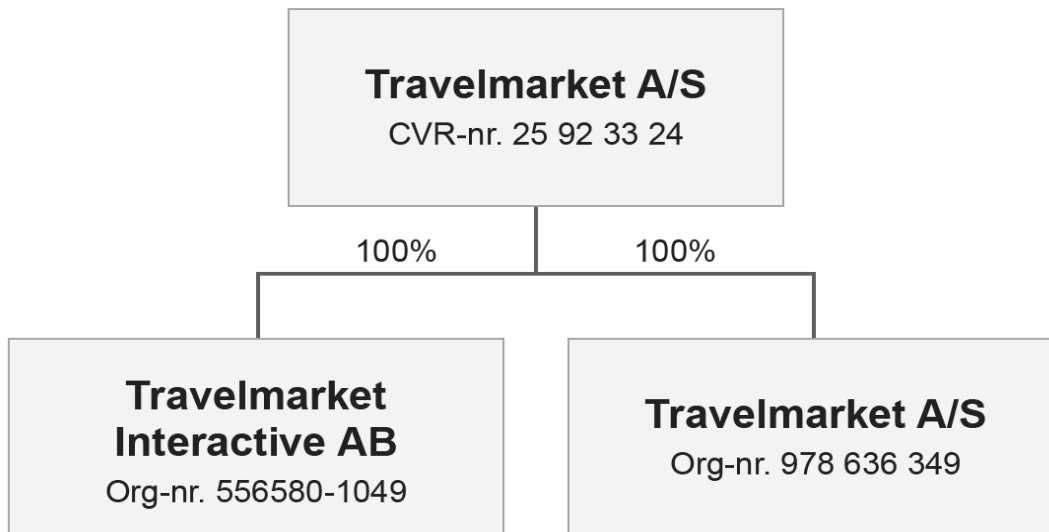 Travelmarket A/S
CVR-nr. 25 92 33 24
100%
100%
Travelmarket
Interactive AB
Org-nr. 556580-1049
Travelmarket A/S
Org-nr. 978 636 349